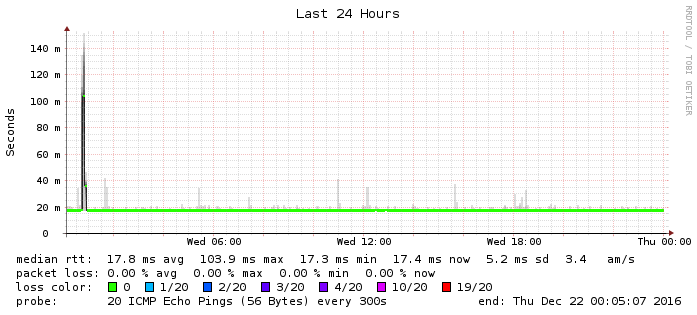 Last 24 Hours
RRDTOOL / TOBI OETIKER
Seconds
140 m
120 m
100 m
80 m
60 m
40 m
20 m
0
Wed 06:00 Wed 12:00 Wed 18:00 Thu 00:00
median rtt: 17.8 ms avg 103.9 ms max 17.3 ms min 17.4 ms now 5.2 ms sd 3.4 am/s
packet loss: 0.00 % avg 0.00 % max 0.00 % min 0.00 % now
loss color: 0 1/20 2/20 3/20 4/20 10/20 19/20
probe: 20 ICMP Echo Pings (56 Bytes) every 300s end: Thu Dec 22 00:05:07 2016